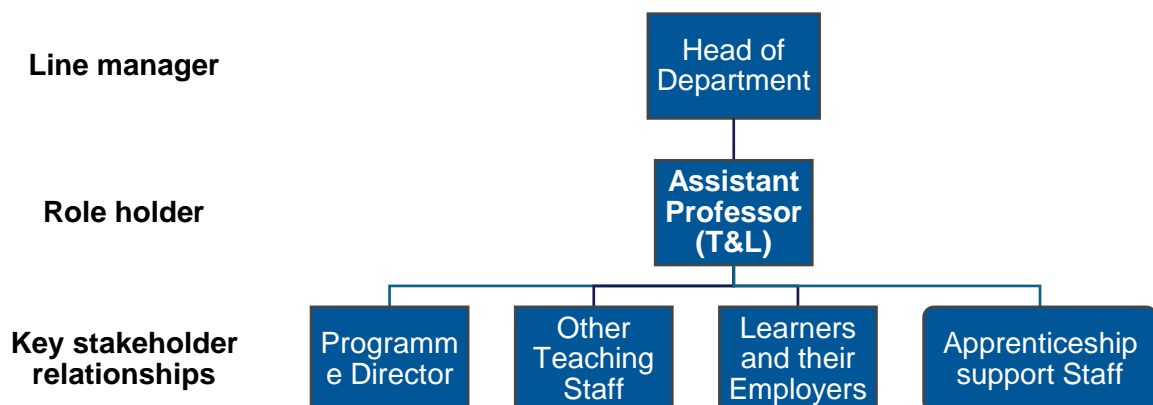 Line manager
Head of
Department
Role holder
Assistant
Professor
(T&L)
Key stakeholder
relationships
Programm
e Director
Other
Teaching
Staff
Learners
and their
Employers
Apprenticeship
support Staff